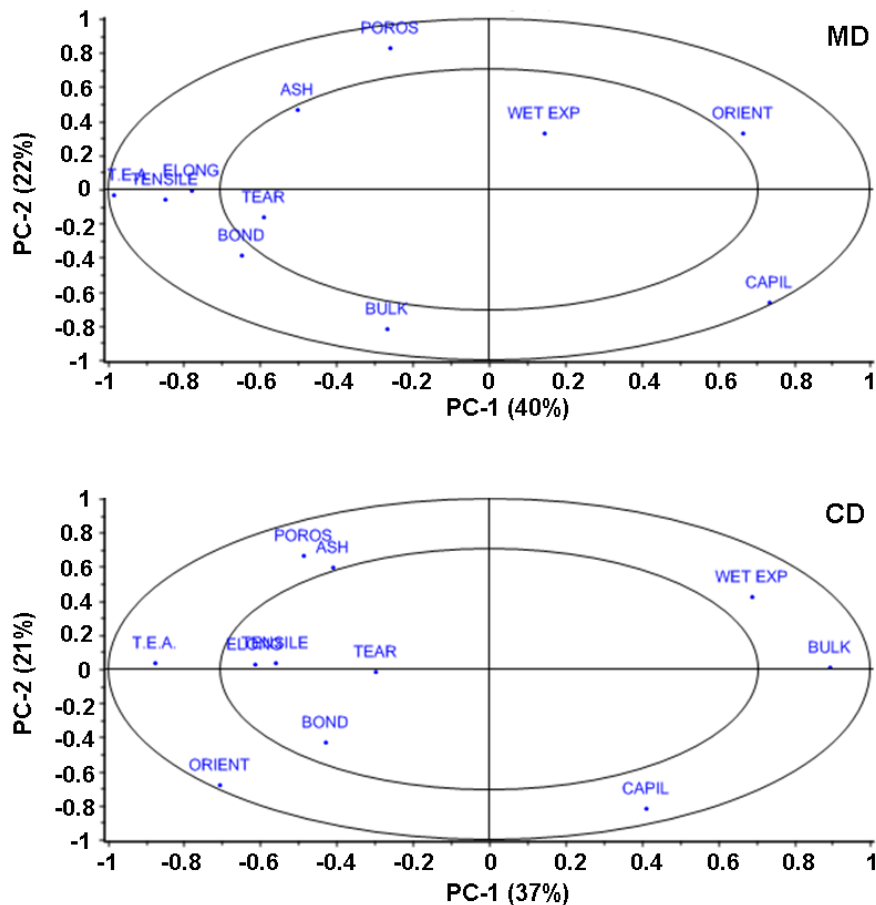 MD
1
0.8
0.6
0.4
0.2
0
-0.2
-0.4
-0.6
-0.8
-1
PC-2 (22%)
POROS
ASH
WET EXP
ORIENT
T.E.A.
TENSILE
ELONG
TEAR
BOND
BULK
CAPIL
-1 -0.8 -0.6 -0.4 -0.2 0 0.2 0.4 0.6 0.8 1
PC-1 (40%)
CD
1
0.8
0.6
0.4
0.2
0
-0.2
-0.4
-0.6
-0.8
-1
PC-2 (21%)
POROS
ASH
WET EXP
T.E.A.
ELONG
TENSILE
TEAR
BULK
BOND
ORIENT
CAPIL
-1 -0.8 -0.6 -0.4 -0.2 0 0.2 0.4 0.6 0.8 1
PC-1 (37%)